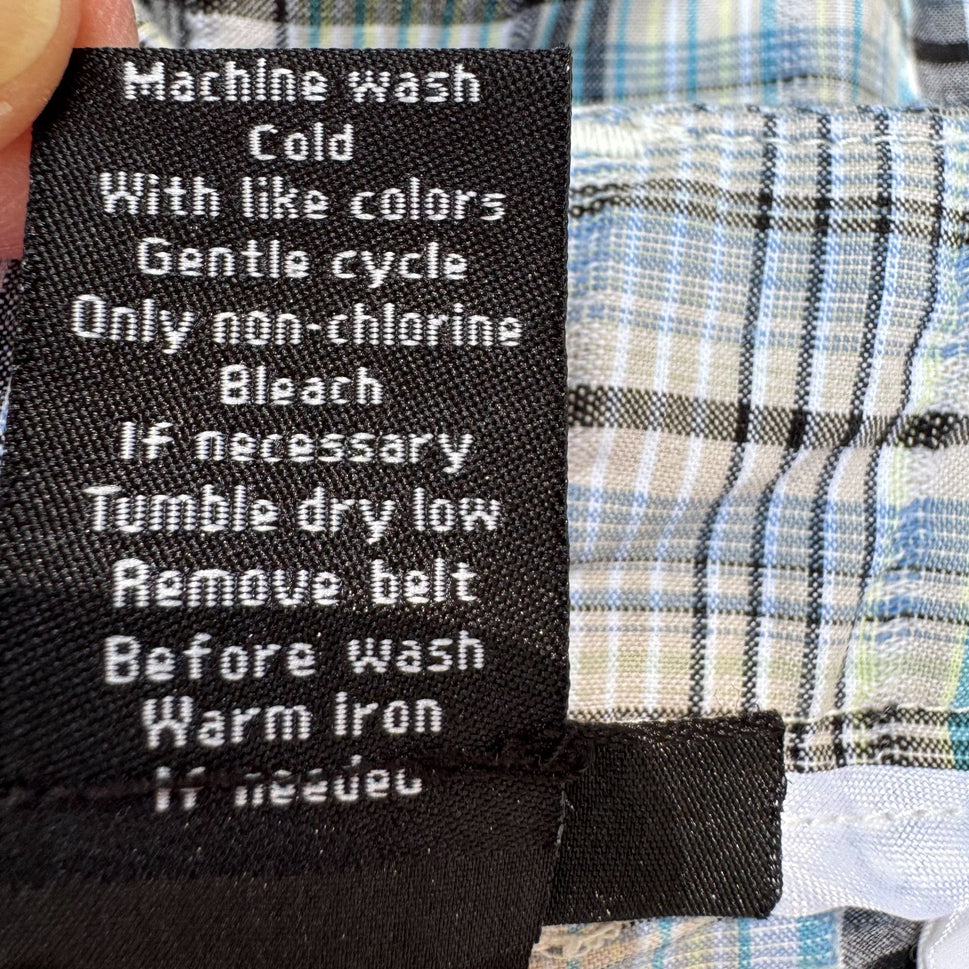 Machine wash
Cold
With like colors
Gentle cycle
Only non-chlorine
Bleach
If necessary
Tumble dry low
Remove belt
Before wash
Warm Iron
If needed